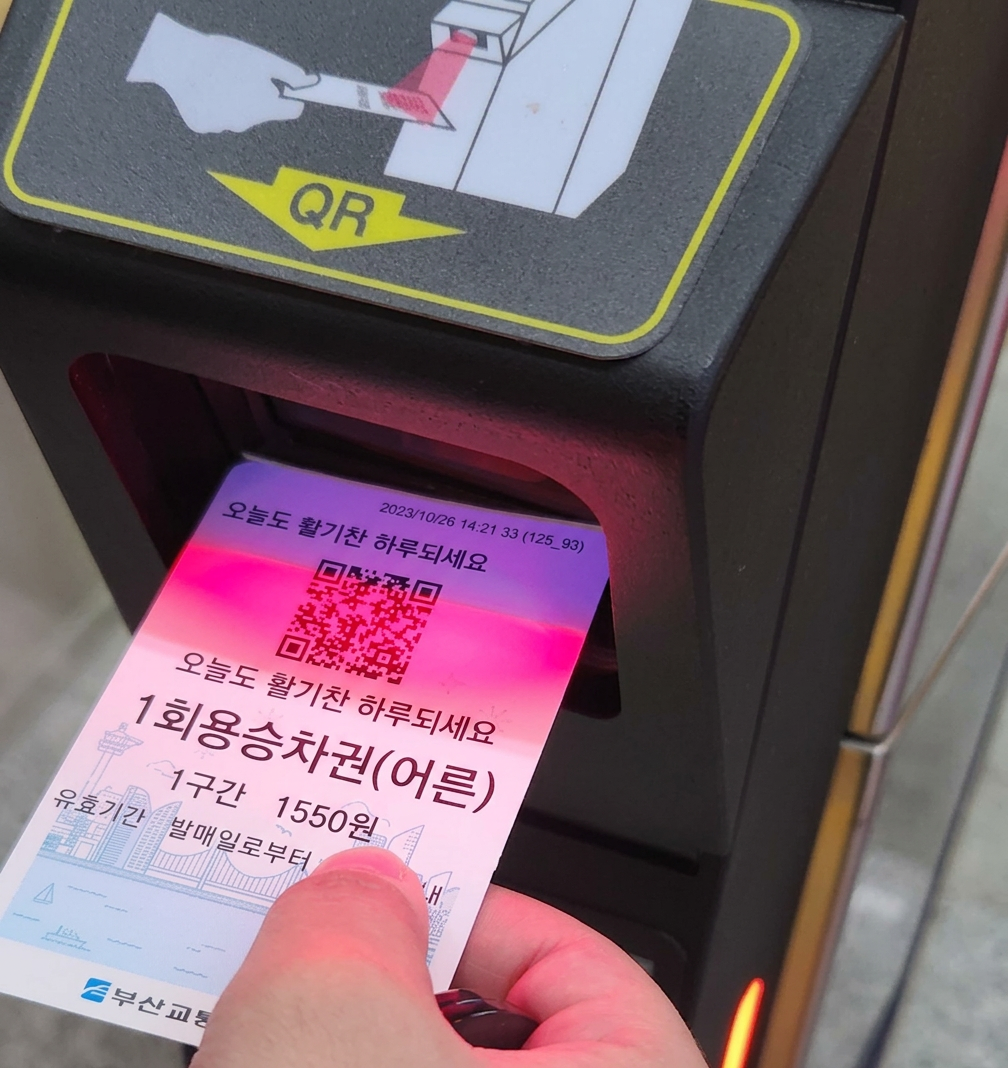 QR
2023/10/26 14:21 33 (125_93)
오늘도 활기찬 하루되세요
오늘도 활기찬 하루되세요
1회용승차권(어른)
1구간 1550원
유효기간 발매일로부터 내
부산교통